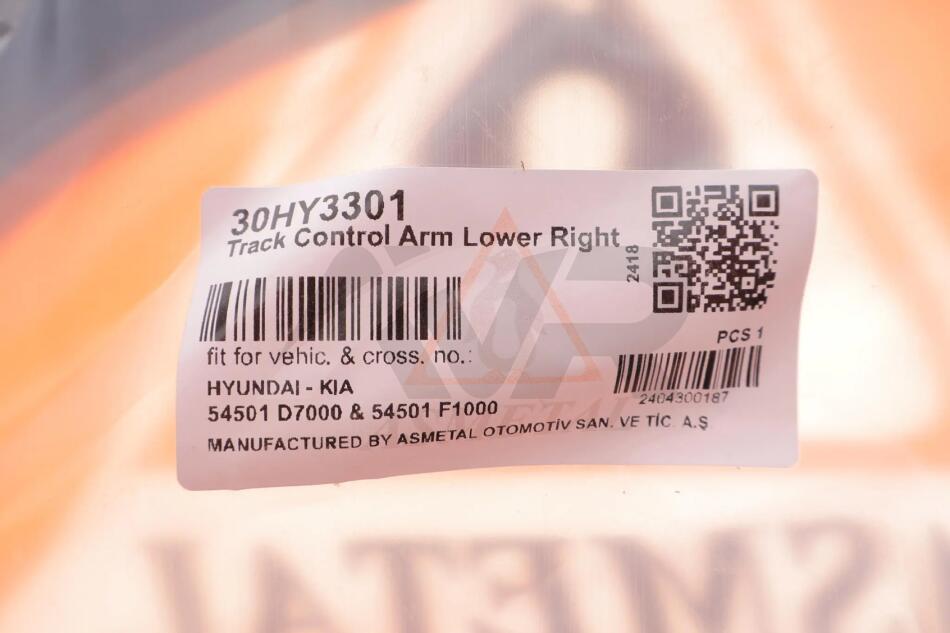 30HY3301
Track Control Arm Lower Right
2418
PCS 1
fit for vehic. & cross. no.:
HYUNDAI - KIA
2404300187
54501 D7000 & 54501 F1000
MANUFACTURED BY ASMETAL OTOMOTİV SAN. VE TİC. A.Ş
ASMETAL